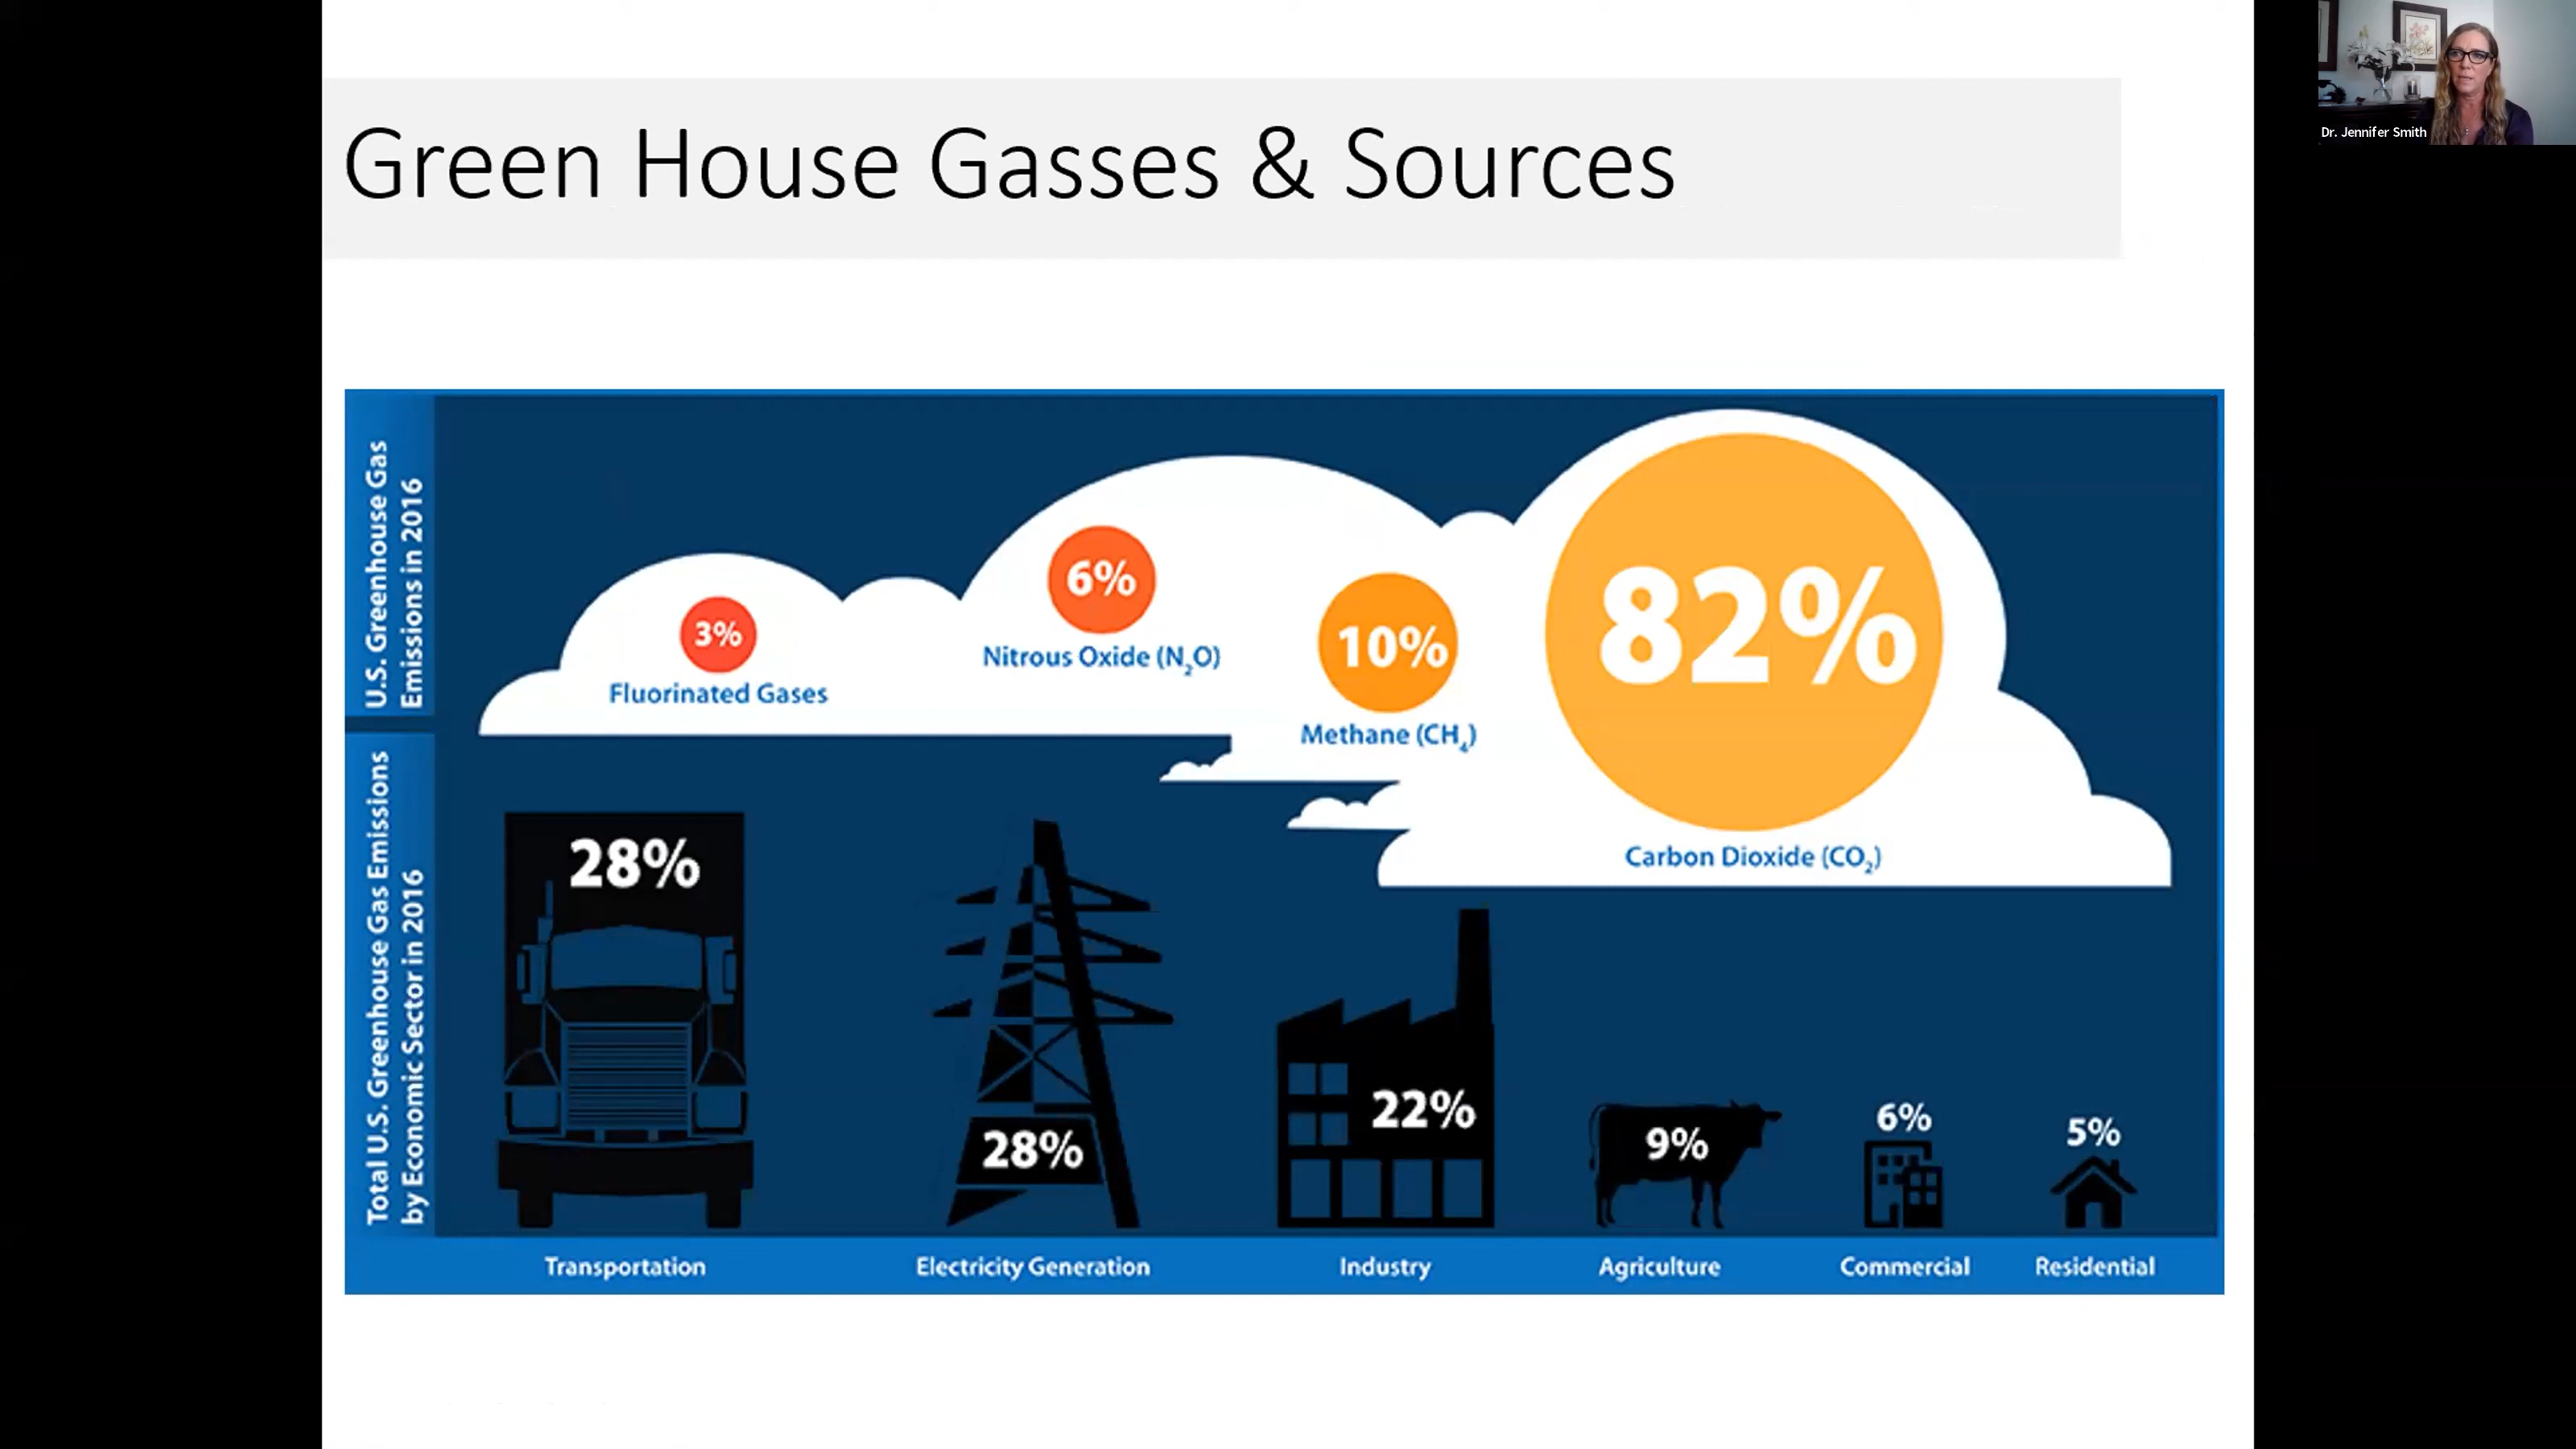 Green House Gasses & Sources
Dr. Jennifer Smith
U.S. Greenhouse Gas
Emissions in 2016
3%
Fluorinated Gases
6%
Nitrous Oxide (N₂O)
10%
Methane (CH₄)
82%
Carbon Dioxide (CO₂)
Total U.S. Greenhouse Gas Emissions
by Economic Sector in 2016
28%
28%
22%
9%
6%
5%
Transportation
Electricity Generation
Industry
Agriculture
Commercial
Residential